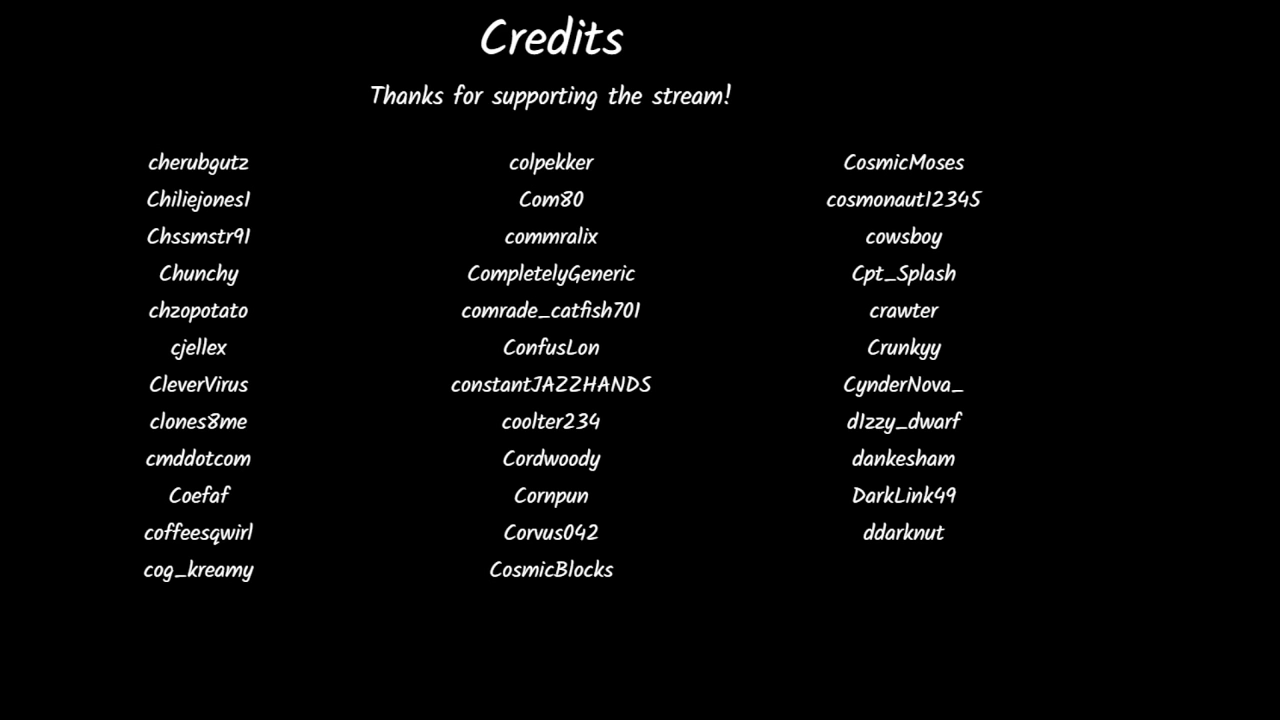 Credits
Thanks for supporting the stream!
cherubgutz
Chiliejones1
Chssmstr91
Chunchy
chzopotato
cjellex
CleverVirus
clones8me
cmddotcom
Coefaf
coffeesqwirl
cog_kreamy
colpekker
Com80
commralix
CompletelyGeneric
comrade_catfish701
ConfusLon
constantJAZZHANDS
coolter234
Cordwoody
Cornpun
Corvus042
CosmicBlocks
CosmicMoses
cosmonaut12345
cowsboy
Cpt_Splash
crawter
Crunkyy
CynderNova_
d1zzy_dwarf
dankesham
DarkLink49
ddarknut